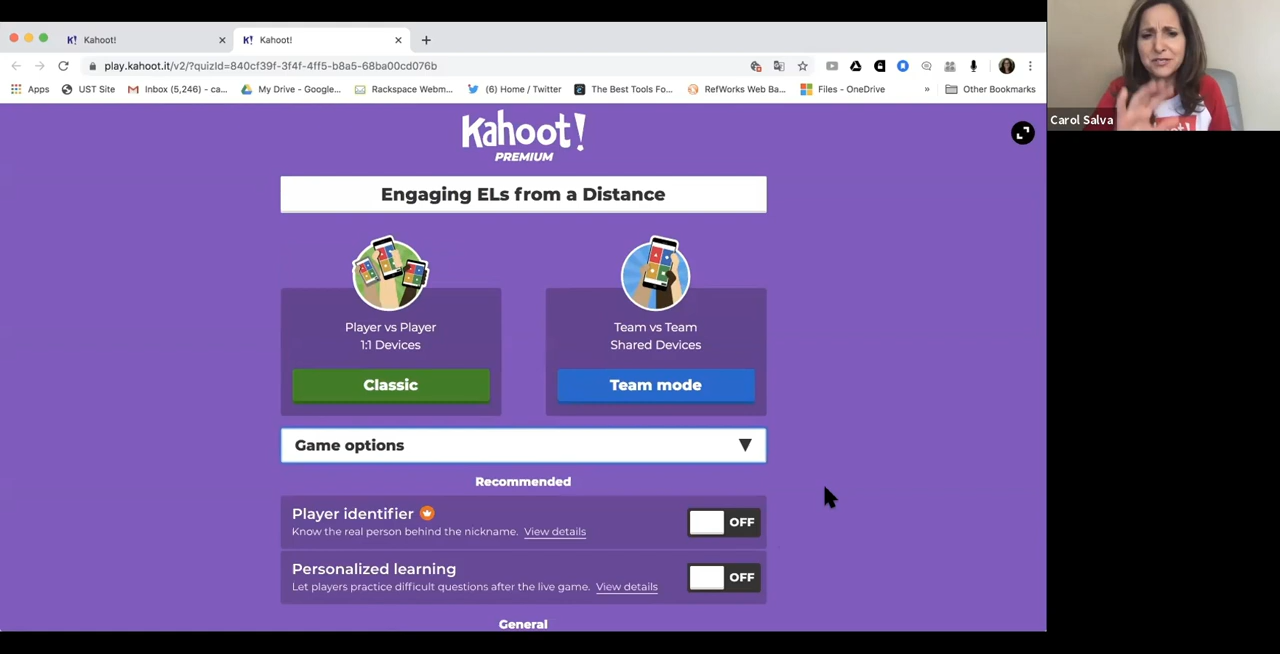 Kahoot!
Kahoot!
play.kahoot.it/v2/?quizId=840cf39f-3f4f-4ff5-b8a5-68ba00cd076b
Apps UST Site Inbox (5,246) - ca... My Drive - Google... Rackspace Webm... (6) Home / Twitter The Best Tools Fo... RefWorks Web Ba... Files - OneDrive » Other Bookmarks
Carol Salva
Kahoot!
PREMIUM
Engaging ELs from a Distance
Player vs Player
1:1 Devices
Classic
Team vs Team
Shared Devices
Team mode
Game options
Recommended
Player identifier
Know the real person behind the nickname. View details
OFF
Personalized learning
Let players practice difficult questions after the live game. View details
OFF
General